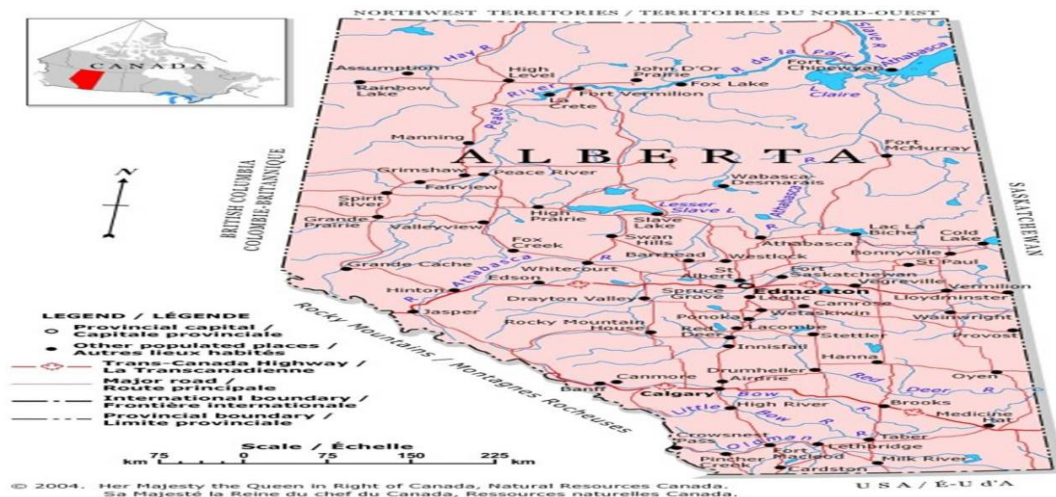 NORTHWEST TERRITORIES / TERRITOIRES DU NORD-OUEST
CANADA
N
BRITISH COLUMBIA
COLOMBIE-BRITANNIQUE
SASKATCHEWAN
ALBERTA
Hay R
Slave R
R de la Paix
Peace River
L Athabasca
L Claire
Fort Chipewyan
Assumption
High Level
John D'Or Prairie
Rainbow Lake
Fox Lake
Fort Vermilion
La Crete
Manning
Fort McMurray
Grimshaw
Peace River
Fairview
Wabasca-Desmarais
Spirit River
Athabasca R
Lesser Slave L
Grande Prairie
High Prairie
Slave Lake
Valleyview
Lac La Biche
Cold Lake
Fox Creek
Swan Hills
Athabasca
Bonnyville
Grande Cache
R Athabasca R
Whitecourt
Barrhead
Westlock
St Paul
Edson
St Albert
Fort Saskatchewan
Vegreville
Vermilion
Hinton
Spruce Grove
Edmonton
Lloydminster
Drayton Valley
Leduc
Camrose
Jasper
Ponoka
Wetaskiwin
Wainwright
Rocky Mountain House
Lacombe
Provost
Red Deer
Stettler
Innisfail
Hanna
Drumheller
Oyen
Canmore
Airdrie
Banff
Calgary
Red Deer R
Little Bow R
Bow R
Brooks
High River
Medicine Hat
Crowsnest Pass
Oldman R
Taber
Fort Macleod
Lethbridge
Pincher Creek
Milk River
Cardston
Rocky Mountains / Montagnes Rocheuses
USA / É-U d'A
LEGEND / LÉGENDE
Provincial capital /
Capitale provinciale
Other populated places /
Autres lieux habités
Trans-Canada Highway /
La Transcanadienne
Major road /
Route principale
International boundary /
Frontière internationale
Provincial boundary /
Limite provinciale
Scale / Échelle
km 75 0 75 150 225 km
© 2004. Her Majesty the Queen in Right of Canada, Natural Resources Canada.
Sa Majesté la Reine du chef du Canada, Ressources naturelles Canada.